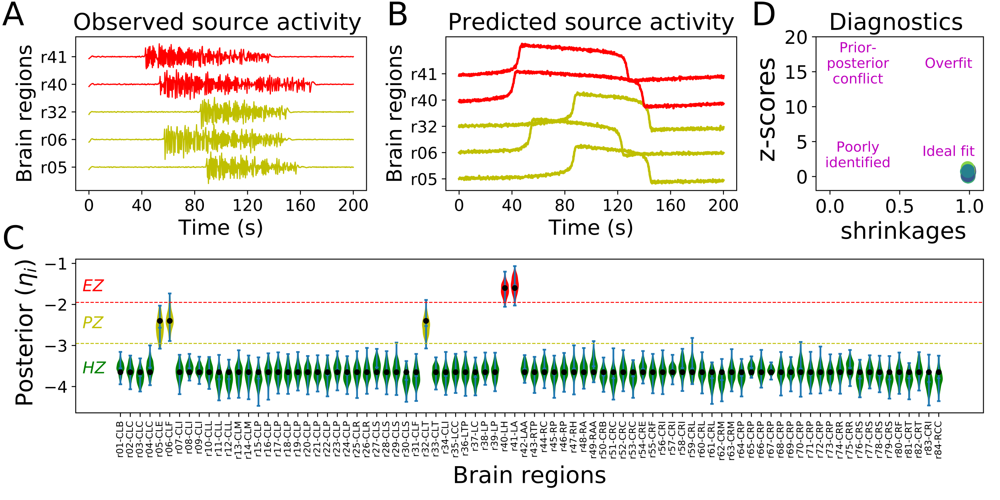 A
Observed source activity
Brain regions
r41
r40
r32
r06
r05
0 40 80 120 160 200
Time (s)
B
Predicted source activity
Brain regions
r41
r40
r32
r06
r05
0 40 80 120 160 200
Time (s)
D
Diagnostics
z-scores
20
15
10
5
0
Prior-
posterior
conflict
Overfit
Poorly
identified
Ideal fit
0.0 0.5 1.0
shrinkages
C
Posterior (ηi)
−1
−2
−3
−4
EZ
PZ
HZ
r01-CLB
r02-CLC
r03-CLC
r04-CLC
r05-CLE
r06-CLF
r07-CLI
r08-CLI
r09-CLI
r10-CLL
r11-CLL
r12-CLL
r13-CLM
r14-CLM
r15-CLP
r16-CLP
r17-CLP
r18-CLP
r19-CLP
r20-CLP
r21-CLP
r22-CLP
r23-CLP
r24-CLP
r25-CLR
r26-CLR
r27-CLS
r28-CLS
r29-CLS
r30-CLS
r31-CLF
r32-CLT
r33-CLT
r34-CLI
r35-LCC
r36-LTP
r37-LC
r38-LP
r39-LP
r40-LH
r41-LA
r42-LAA
r43-RTP
r44-RC
r45-RP
r46-RP
r47-RH
r48-RA
r49-RAA
r50-CRB
r51-CRC
r52-CRC
r53-CRC
r54-CRE
r55-CRF
r56-CRI
r57-CRI
r58-CRI
r59-CRL
r60-CRL
r61-CRL
r62-CRM
r63-CRM
r64-CRP
r65-CRP
r66-CRP
r67-CRP
r68-CRP
r69-CRP
r70-CRP
r71-CRP
r72-CRP
r73-CRP
r74-CRR
r75-CRR
r76-CRS
r77-CRS
r78-CRS
r79-CRS
r80-CRF
r81-CRT
r82-CRT
r83-CRI
r84-RCC
Brain regions